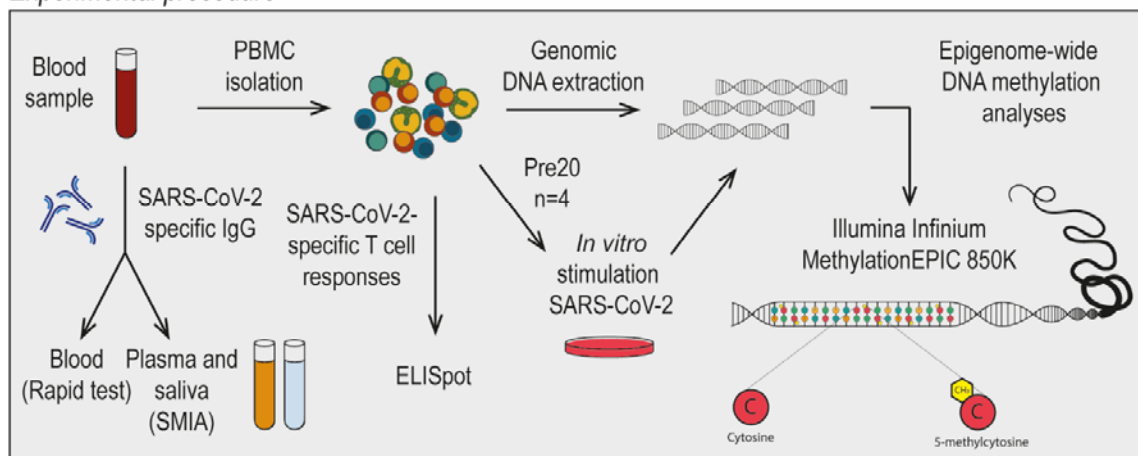 Experimental procedure
Blood
sample
PBMC
isolation
Genomic
DNA extraction
Epigenome-wide
DNA methylation
analyses
SARS-CoV-2
specific IgG
SARS-CoV-2-
specific T cell
responses
Pre20
n=4
In vitro
stimulation
SARS-CoV-2
Illumina Infinium
MethylationEPIC 850K
Blood
(Rapid test)
Plasma and
saliva
(SMIA)
ELISpot
C
Cytosine
CH₃
C
5-methylcytosine